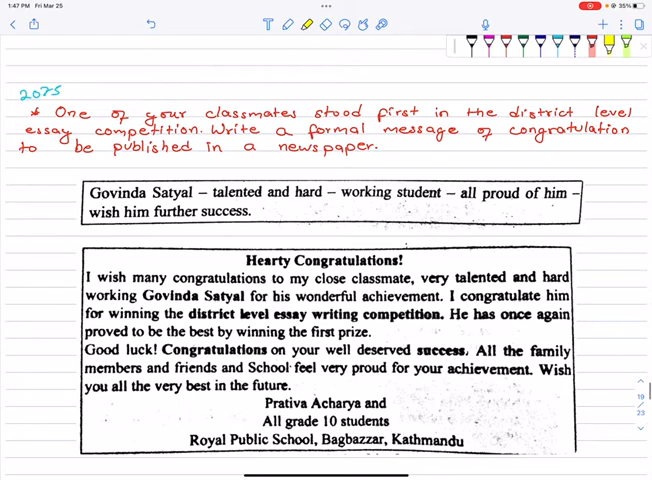 1:47 PM Fri Mar 25
35%
2075
* One of your classmates stood first in the district level
essay competition. Write a formal message of congratulation
to be published in a newspaper.
Govinda Satyal – talented and hard – working student – all proud of him –
wish him further success.
Hearty Congratulations!
I wish many congratulations to my close classmate, very talented and hard
working Govinda Satyal for his wonderful achievement. I congratulate him
for winning the district level essay writing competition. He has once again
proved to be the best by winning the first prize.
Good luck! Congratulations on your well deserved success. All the family
members and friends and School feel very proud for your achievement. Wish
you all the very best in the future.
Prativa Acharya and
All grade 10 students
Royal Public School, Bagbazzar, Kathmandu
19
/
23